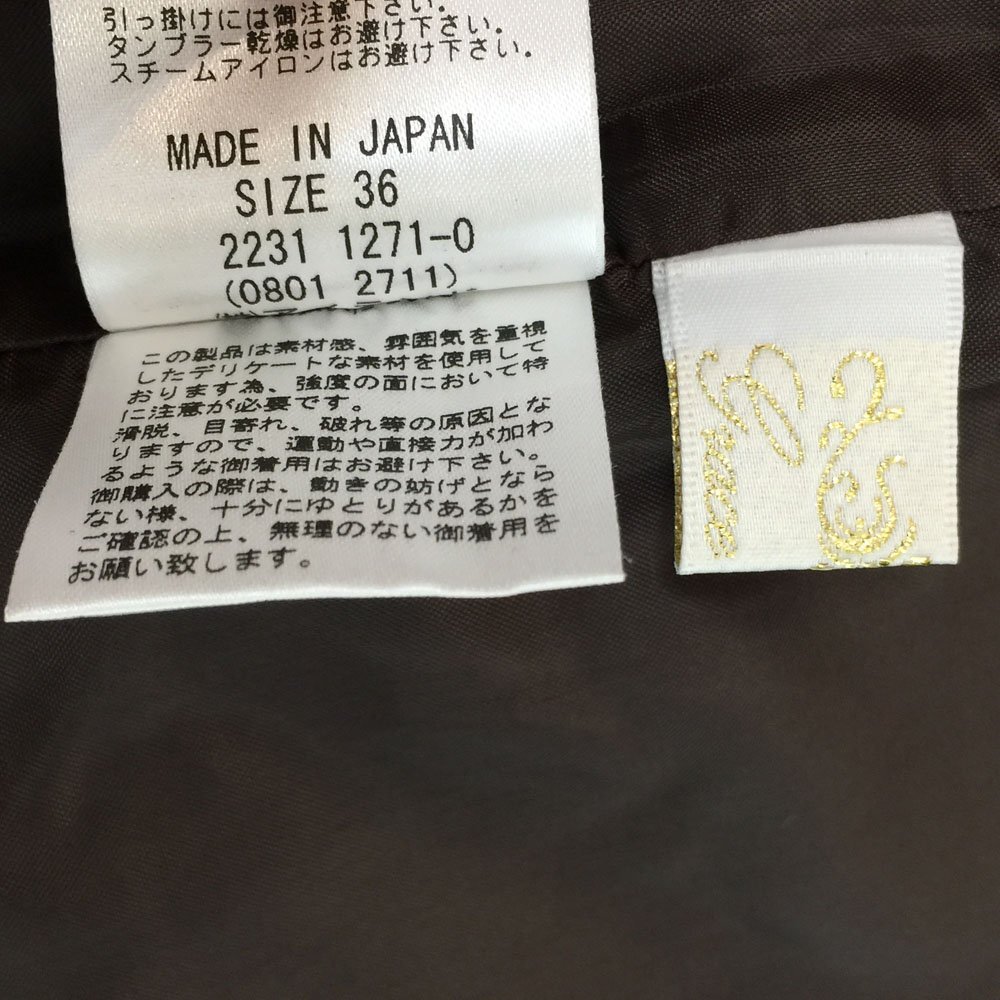 引っ掛けには御注意下さい。
タンブラー乾燥はお避け下さい。
スチームアイロンはお避け下さい。
MADE IN JAPAN
SIZE 36
2231 1271-0
(0801 2711)
この製品は素材感、雰囲気を重視
したデリケートな素材を使用して
おります為、強度の面において特
に注意が必要です。
滑脱、目寄れ、破れ等の原因とな
りますので、運動や直接力が加わ
るような御着用はお避け下さい。
御購入の際は、動きの妨げとなら
ない様、十分にゆとりがあるかを
ご確認の上、無理のない御着用を
お願い致します。